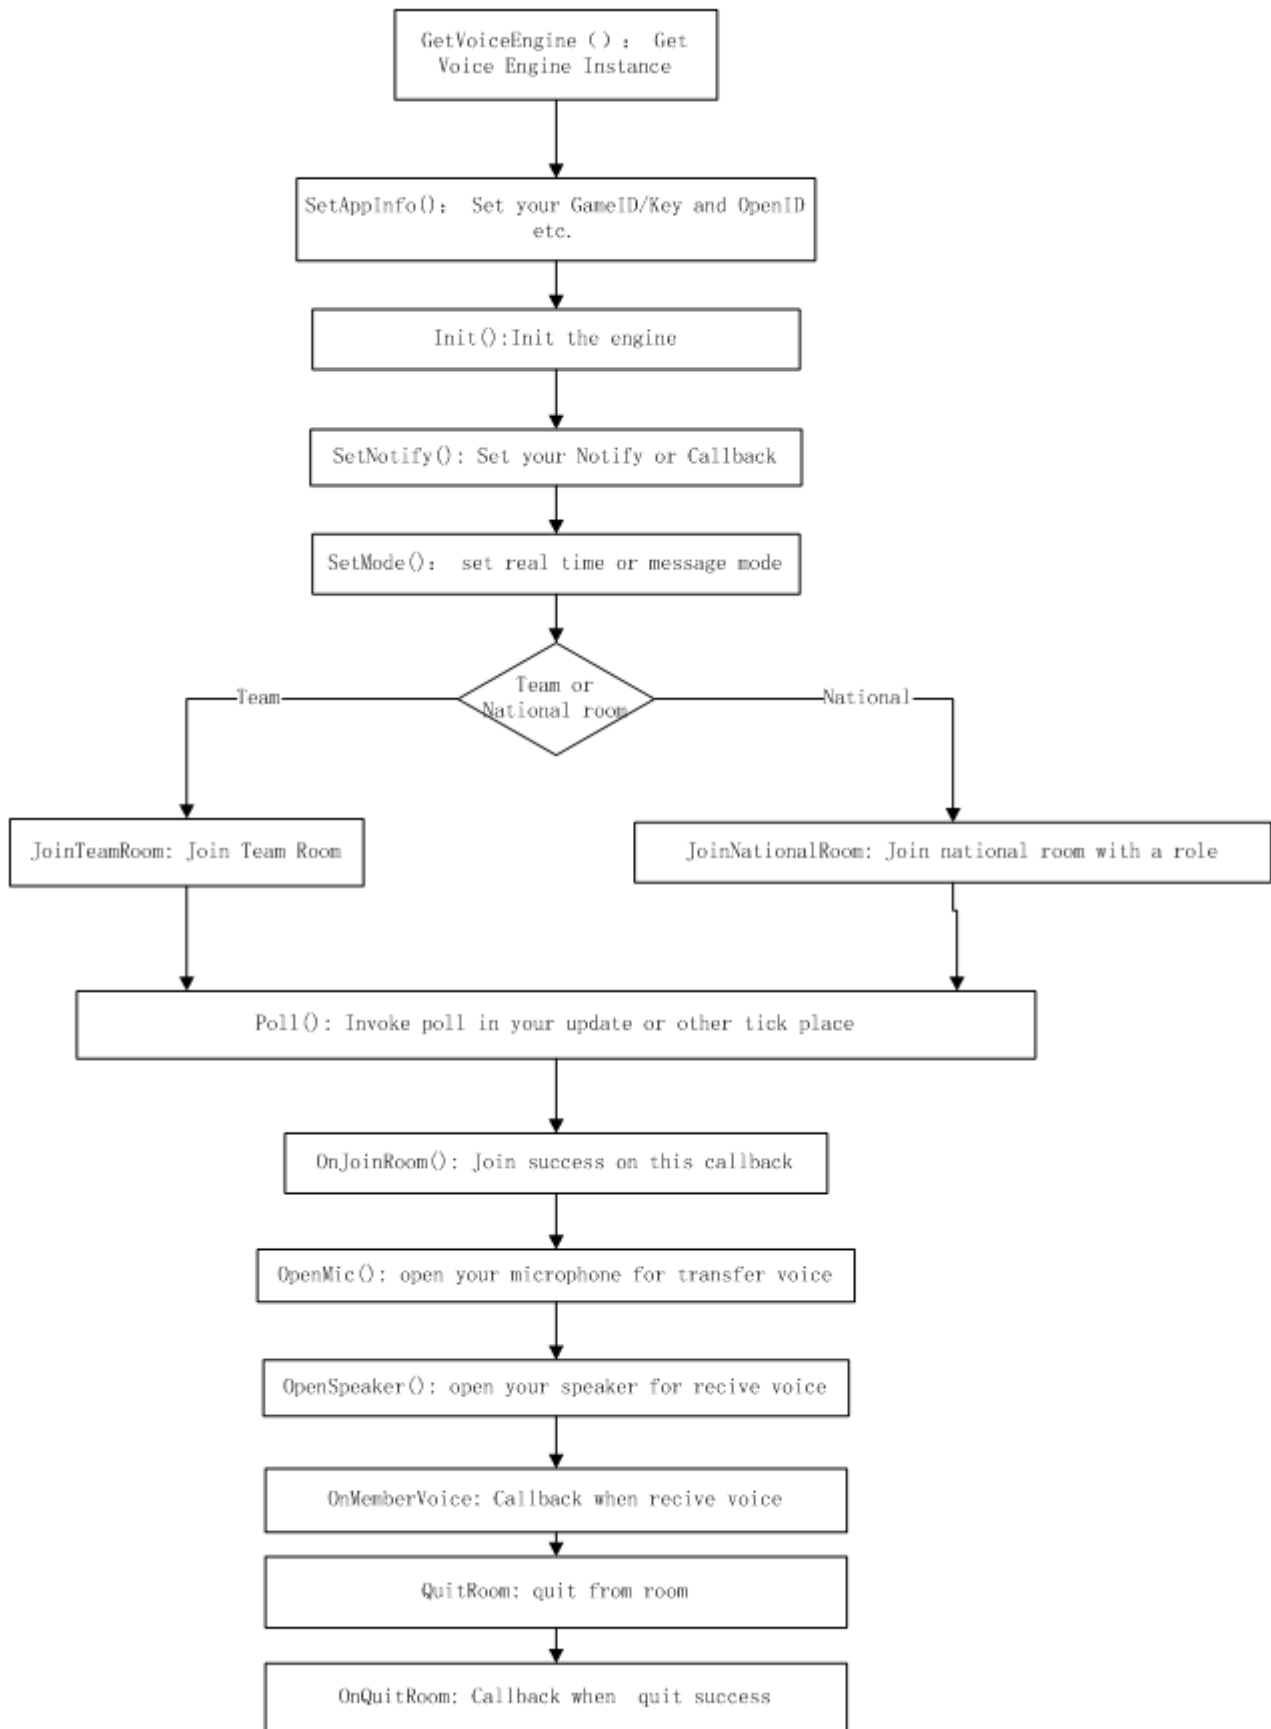 GetVoiceEngine（）： Get
Voice Engine Instance
SetAppInfo()： Set your GameID/Key and OpenID
etc.
Init():Init the engine
SetNotify(): Set your Notify or Callback
SetMode()： set real time or message mode
Team or
National room
Team
National
JoinTeamRoom: Join Team Room
JoinNationalRoom: Join national room with a role
Poll(): Invoke poll in your update or other tick place
OnJoinRoom(): Join success on this callback
OpenMic(): open your microphone for transfer voice
OpenSpeaker(): open your speaker for recive voice
OnMemberVoice: Callback when recive voice
QuitRoom: quit from room
OnQuitRoom: Callback when quit success